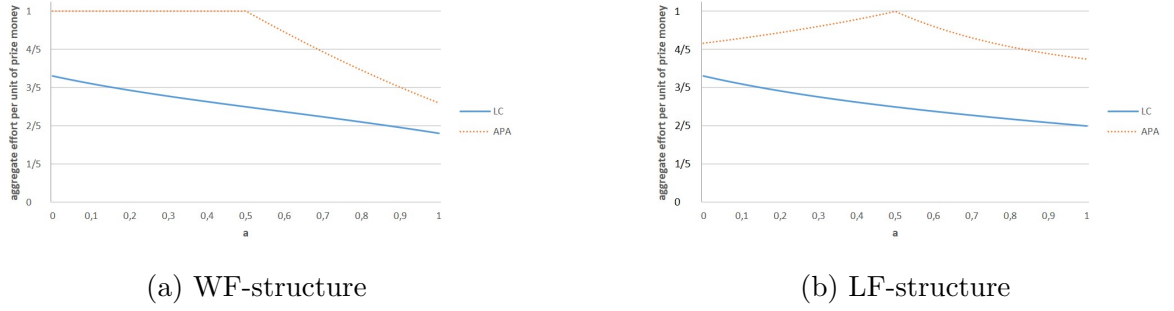 aggregate effort per unit of prize money
1
4/5
3/5
2/5
1/5
0
0 0,1 0,2 0,3 0,4 0,5 0,6 0,7 0,8 0,9 1
a
LC
APA
(a) WF-structure
aggregate effort per unit of prize money
1
4/5
3/5
2/5
1/5
0
0 0,1 0,2 0,3 0,4 0,5 0,6 0,7 0,8 0,9 1
a
LC
APA
(b) LF-structure